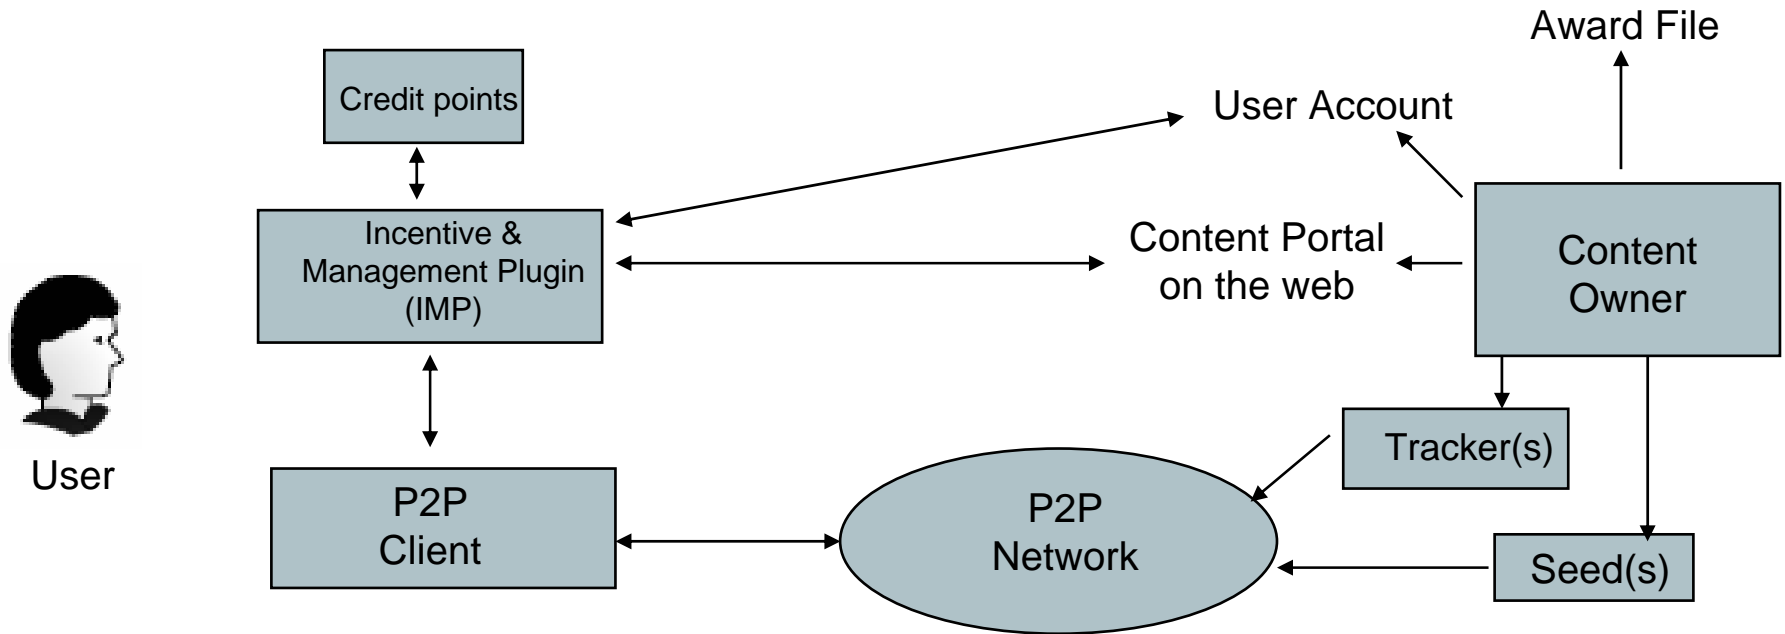 Award File
Credit points
User Account
Incentive &
Management Plugin
(IMP)
Content Portal
on the web
Content
Owner
User
Tracker(s)
P2P
Client
P2P
Network
Seed(s)